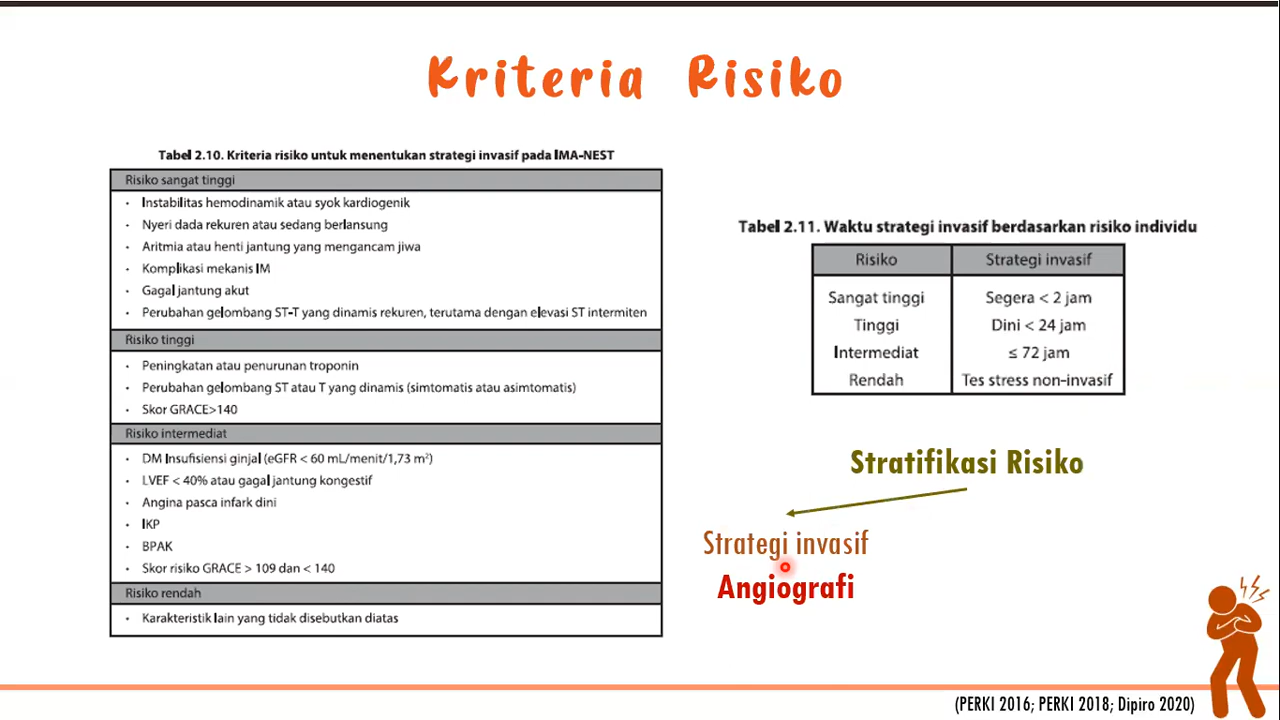 Kriteria Risiko
Tabel 2.10. Kriteria risiko untuk menentukan strategi invasif pada IMA-NEST
Risiko sangat tinggi
· Instabilitas hemodinamik atau syok kardiogenik
· Nyeri dada rekuren atau sedang berlansung
· Aritmia atau henti jantung yang mengancam jiwa
· Komplikasi mekanis IM
· Gagal jantung akut
· Perubahan gelombang ST-T yang dinamis rekuren, terutama dengan elevasi ST intermiten
Risiko tinggi
· Peningkatan atau penurunan troponin
· Perubahan gelombang ST atau T yang dinamis (simtomatis atau asimtomatis)
· Skor GRACE>140
Risiko intermediat
· DM Insufisiensi ginjal (eGFR < 60 mL/menit/1,73 m²)
· LVEF < 40% atau gagal jantung kongestif
· Angina pasca infark dini
· IKP
· BPAK
· Skor risiko GRACE > 109 dan < 140
Risiko rendah
· Karakteristik lain yang tidak disebutkan diatas
Tabel 2.11. Waktu strategi invasif berdasarkan risiko individu
Risiko Strategi invasif
Sangat tinggi Segera < 2 jam
Tinggi Dini < 24 jam
Intermediat ≤ 72 jam
Rendah Tes stress non-invasif
Stratifikasi Risiko
Strategi invasif
Angiografi
(PERKI 2016; PERKI 2018; Dipiro 2020)